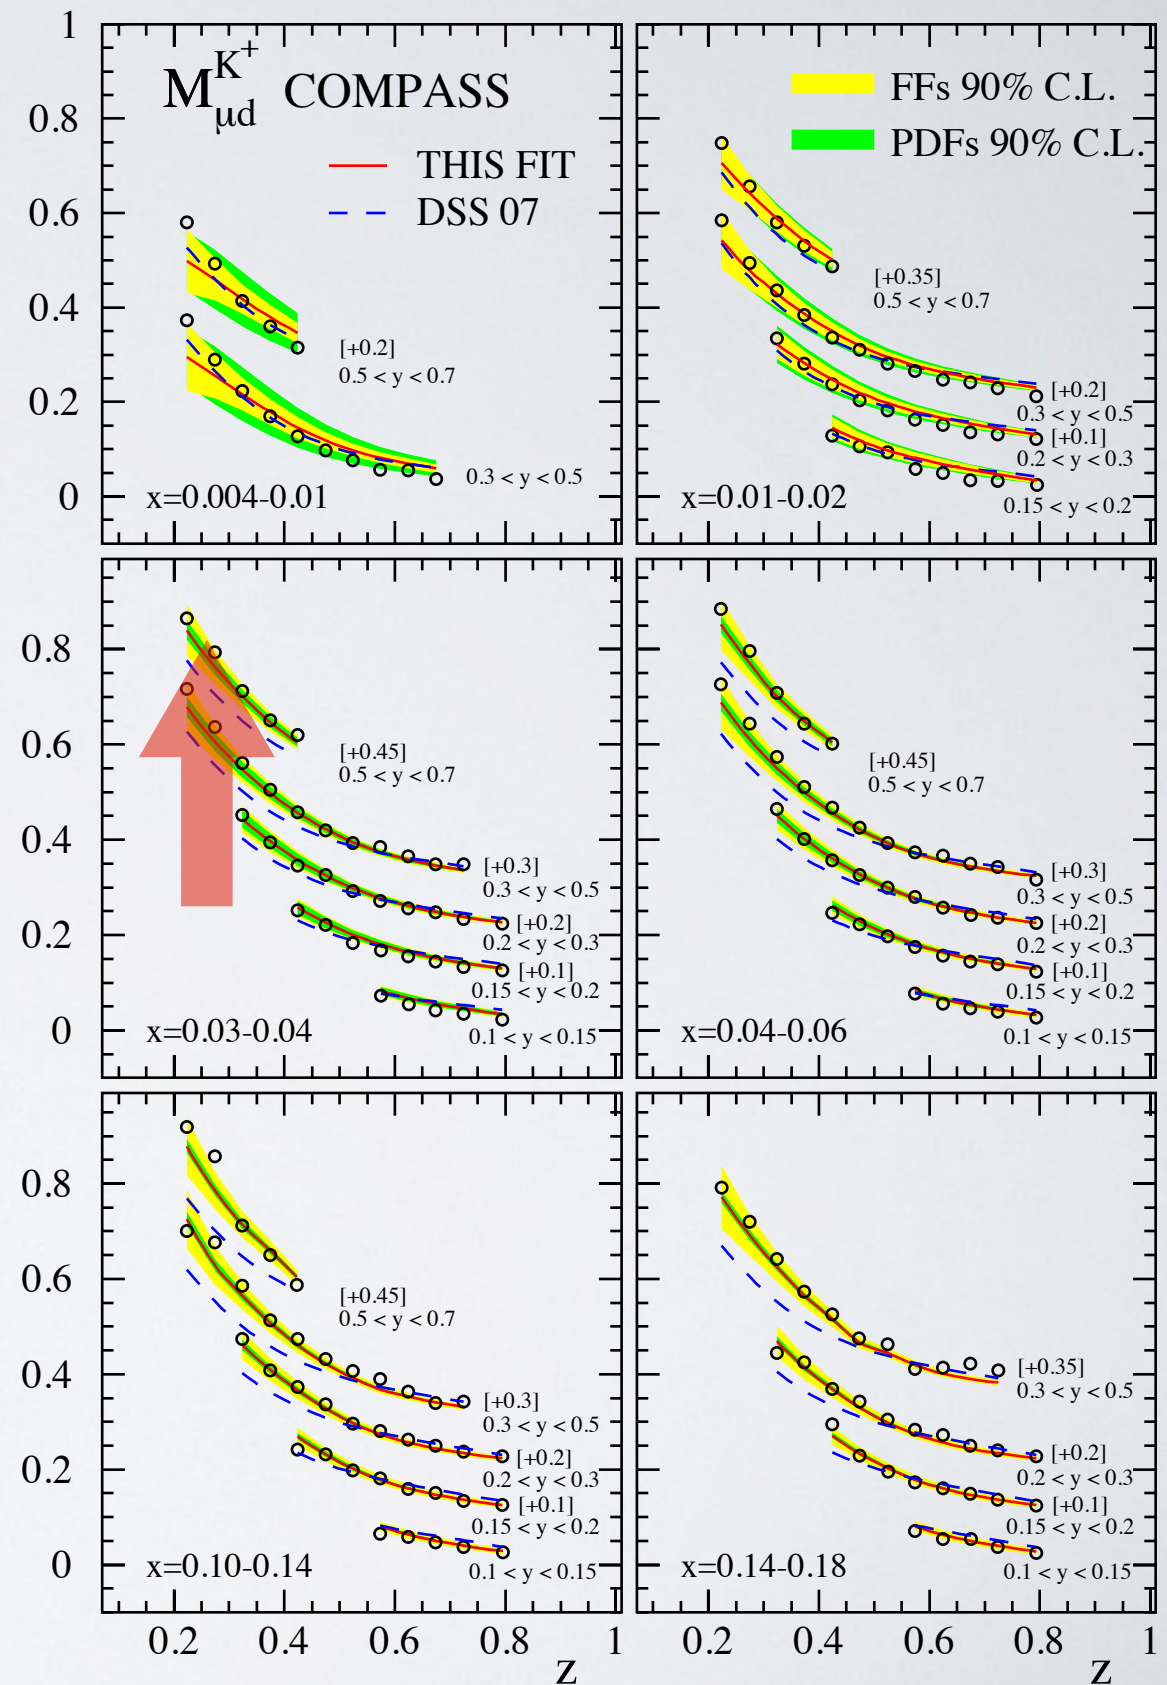 M_{μd}^{K^+} COMPASS
THIS FIT
DSS 07
1
0.8
0.6
0.4
0.2
0
[+0.2]
0.5 < y < 0.7
0.3 < y < 0.5
x=0.004-0.01
FFs 90% C.L.
PDFs 90% C.L.
[+0.35]
0.5 < y < 0.7
[+0.2]
0.3 < y < 0.5
[+0.1]
0.2 < y < 0.3
0.15 < y < 0.2
x=0.01-0.02
0.8
0.6
0.4
0.2
0
[+0.45]
0.5 < y < 0.7
[+0.3]
0.3 < y < 0.5
[+0.2]
0.2 < y < 0.3
[+0.1]
0.15 < y < 0.2
0.1 < y < 0.15
x=0.03-0.04
[+0.45]
0.5 < y < 0.7
[+0.3]
0.3 < y < 0.5
[+0.2]
0.2 < y < 0.3
[+0.1]
0.15 < y < 0.2
0.1 < y < 0.15
x=0.04-0.06
0.8
0.6
0.4
0.2
0
[+0.45]
0.5 < y < 0.7
[+0.3]
0.3 < y < 0.5
[+0.2]
0.2 < y < 0.3
[+0.1]
0.15 < y < 0.2
0.1 < y < 0.15
x=0.10-0.14
[+0.35]
0.3 < y < 0.5
[+0.2]
0.2 < y < 0.3
[+0.1]
0.15 < y < 0.2
0.1 < y < 0.15
x=0.14-0.18
0.2 0.4 0.6 0.8 1
z
0.2 0.4 0.6 0.8 1
z